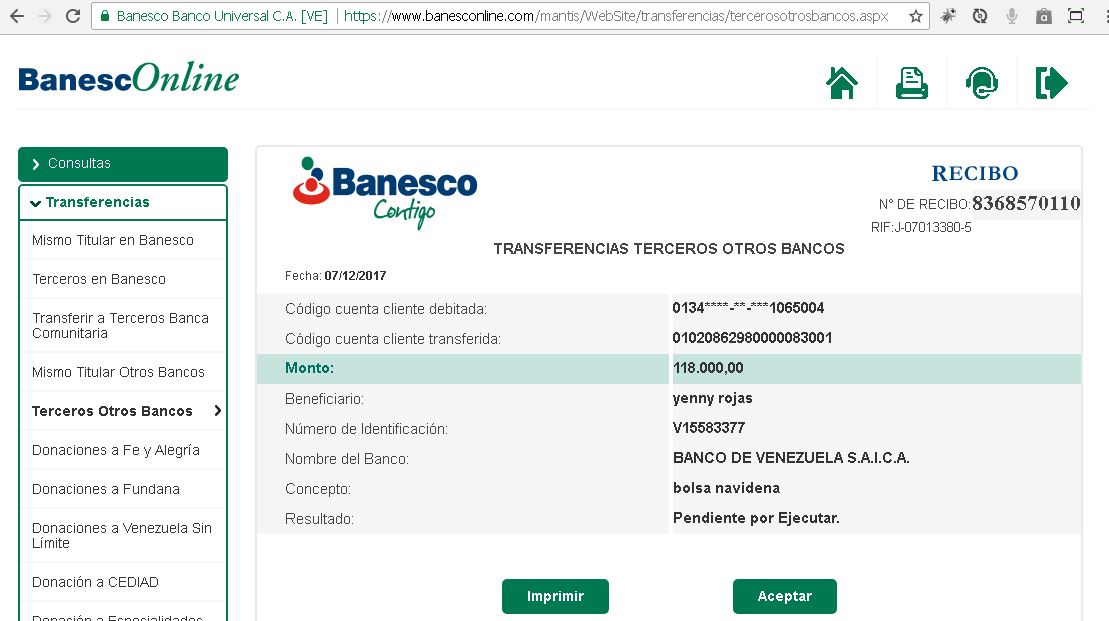 Banesco Banco Universal C.A. [VE] https://www.banesconline.com/mantis/WebSite/transferencias/tercerosotrosbancos.aspx
BanescOnline
Consultas
Transferencias
Mismo Titular en Banesco
Terceros en Banesco
Transferir a Terceros Banca
Comunitaria
Mismo Titular Otros Bancos
Terceros Otros Bancos
Donaciones a Fe y Alegría
Donaciones a Fundana
Donaciones a Venezuela Sin
Límite
Donación a CEDIAD
Donación a Especialidades
Banesco
Contigo
RECIBO
N° DE RECIBO:8368570110
RIF:J-07013380-5
TRANSFERENCIAS TERCEROS OTROS BANCOS
Fecha: 07/12/2017
Código cuenta cliente debitada: 0134****-**-***1065004
Código cuenta cliente transferida: 01020862980000083001
Monto: 118.000,00
Beneficiario: yenny rojas
Número de Identificación: V15583377
Nombre del Banco: BANCO DE VENEZUELA S.A.I.C.A.
Concepto: bolsa navidena
Resultado: Pendiente por Ejecutar.
Imprimir Aceptar